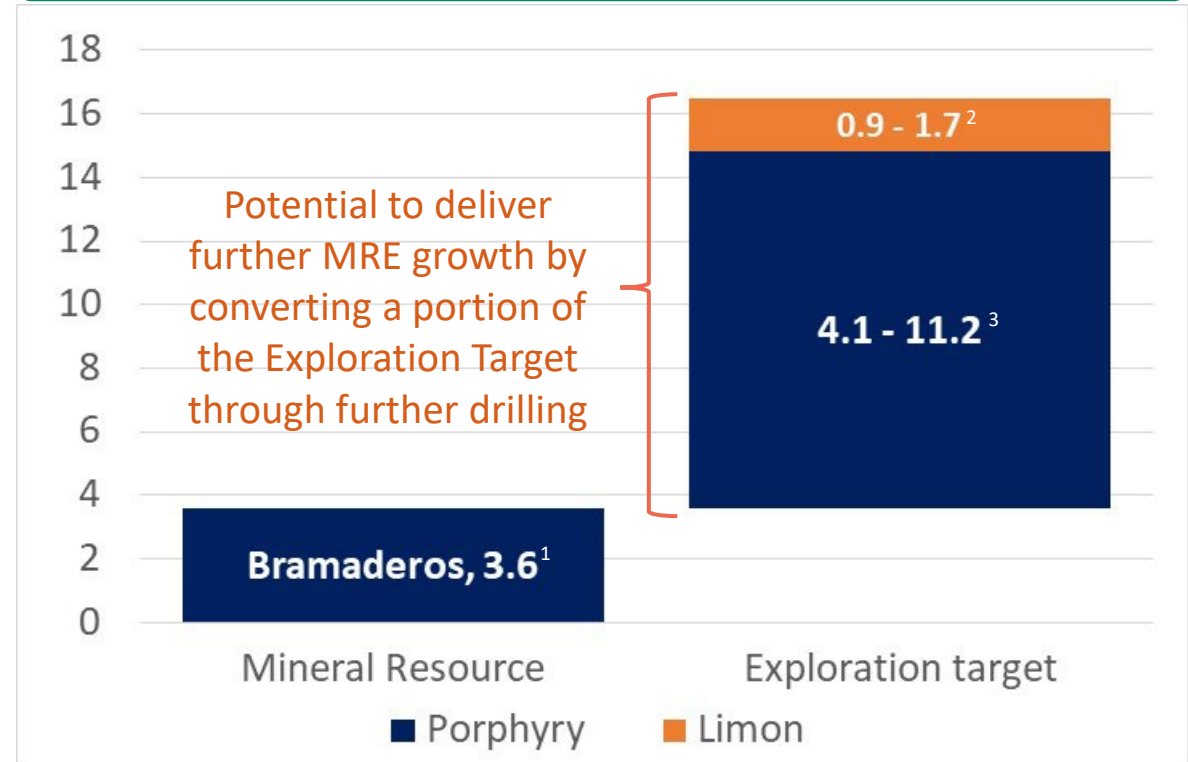 18
16
14
12
10
8
6
4
2
0
0.9 - 1.7 2
4.1 - 11.2 3
Potential to deliver
further MRE growth by
converting a portion of
the Exploration Target
through further drilling
Bramaderos, 3.6 1
Mineral Resource
Exploration target
Porphyry
Limon